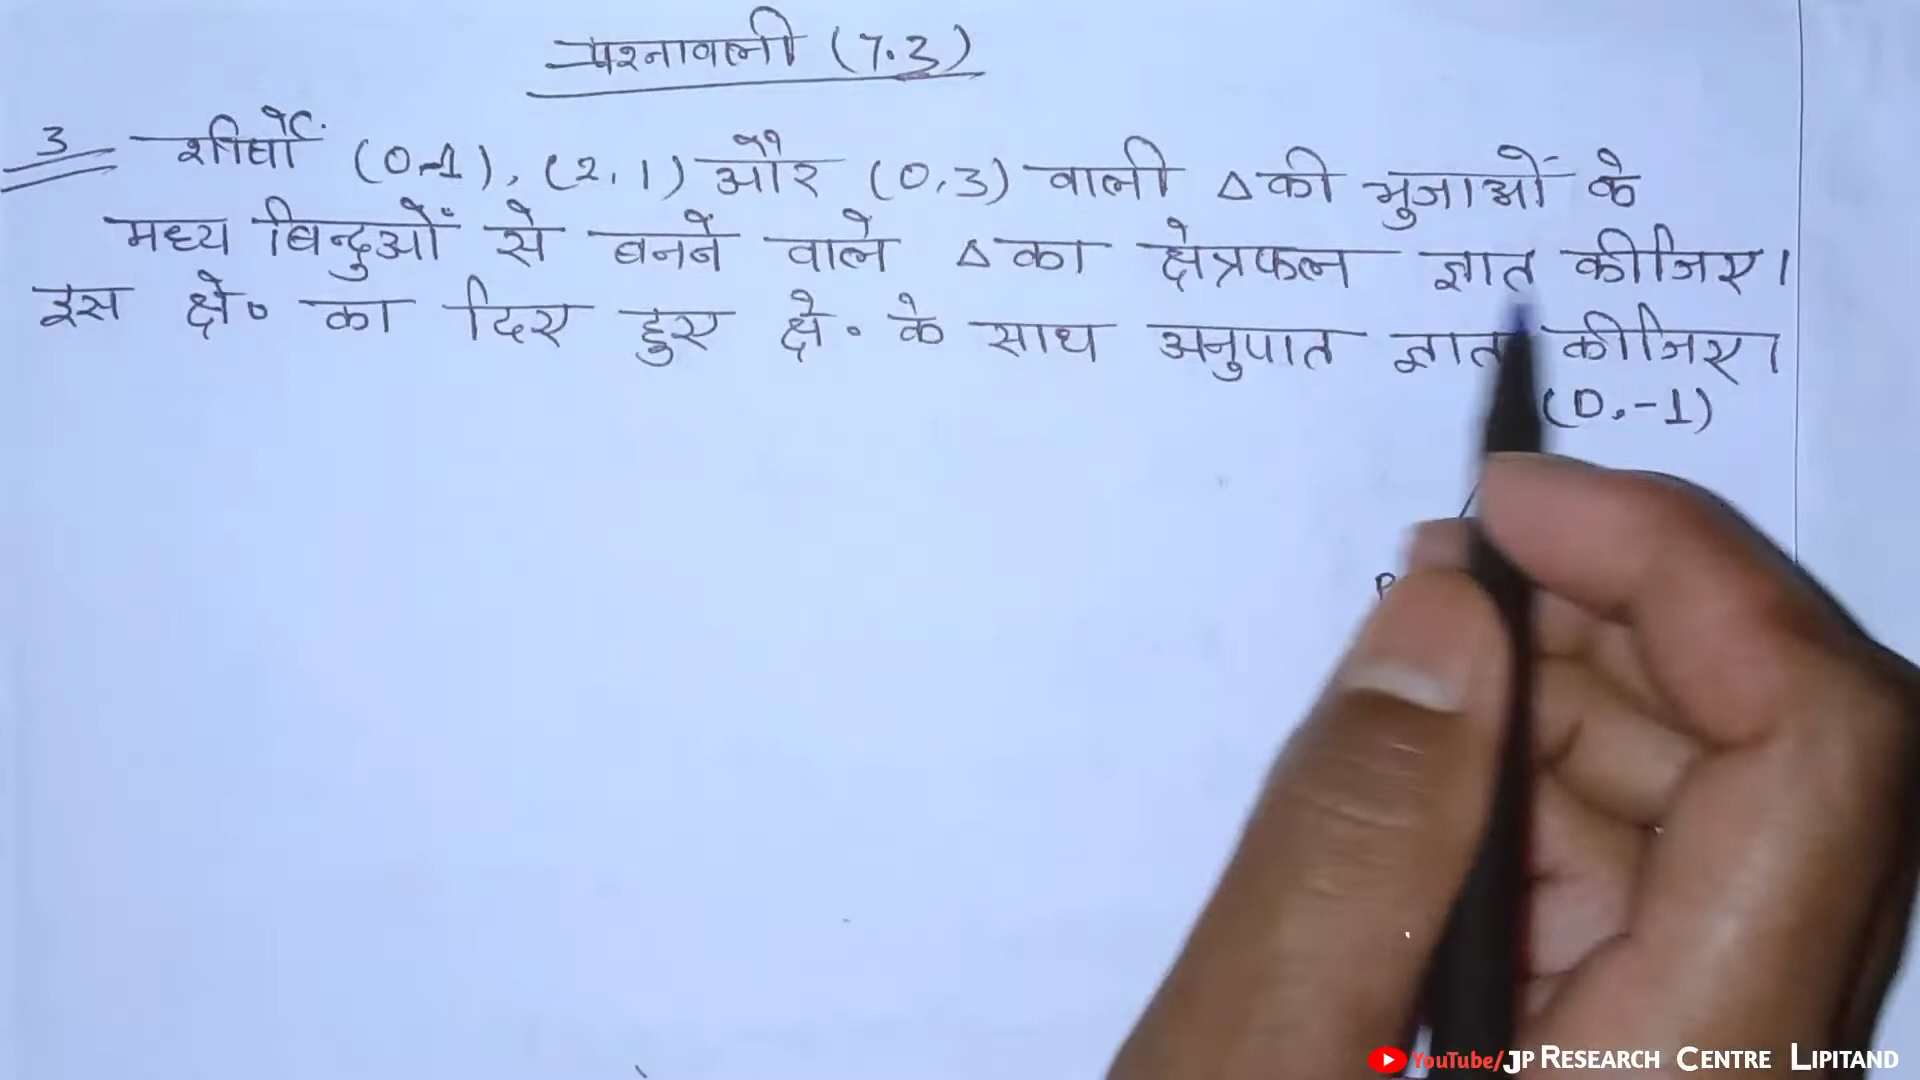 प्रश्नावली (7.3)
3 शीर्षों (0,-1), (2,1) और (0,3) वाली Δ की भुजाओं के
मध्य बिन्दुओं से बनने वाले Δ का क्षेत्रफल ज्ञात कीजिए।
इस क्षे० का दिए हुए क्षे० के साथ अनुपात ज्ञात कीजिए।
(0,-1)
P
YouTube/JP RESEARCH CENTRE LIPITAND